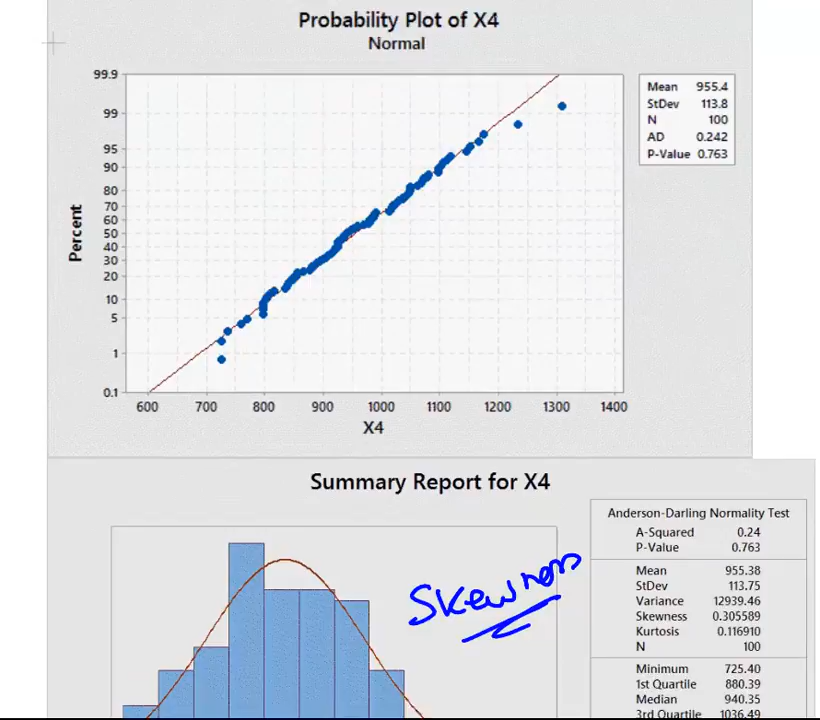 Probability Plot of X4
Normal
99.9
99
95
90
80
70
60
50
40
30
20
10
5
1
0.1
Percent
600 700 800 900 1000 1100 1200 1300 1400
X4
Mean 955.4
StDev 113.8
N 100
AD 0.242
P-Value 0.763
Summary Report for X4
Skewness
Anderson-Darling Normality Test
A-Squared 0.24
P-Value 0.763
Mean 955.38
StDev 113.75
Variance 12939.46
Skewness 0.305589
Kurtosis 0.116910
N 100
Minimum 725.40
1st Quartile 880.39
Median 940.35
3rd Quartile 1036.49